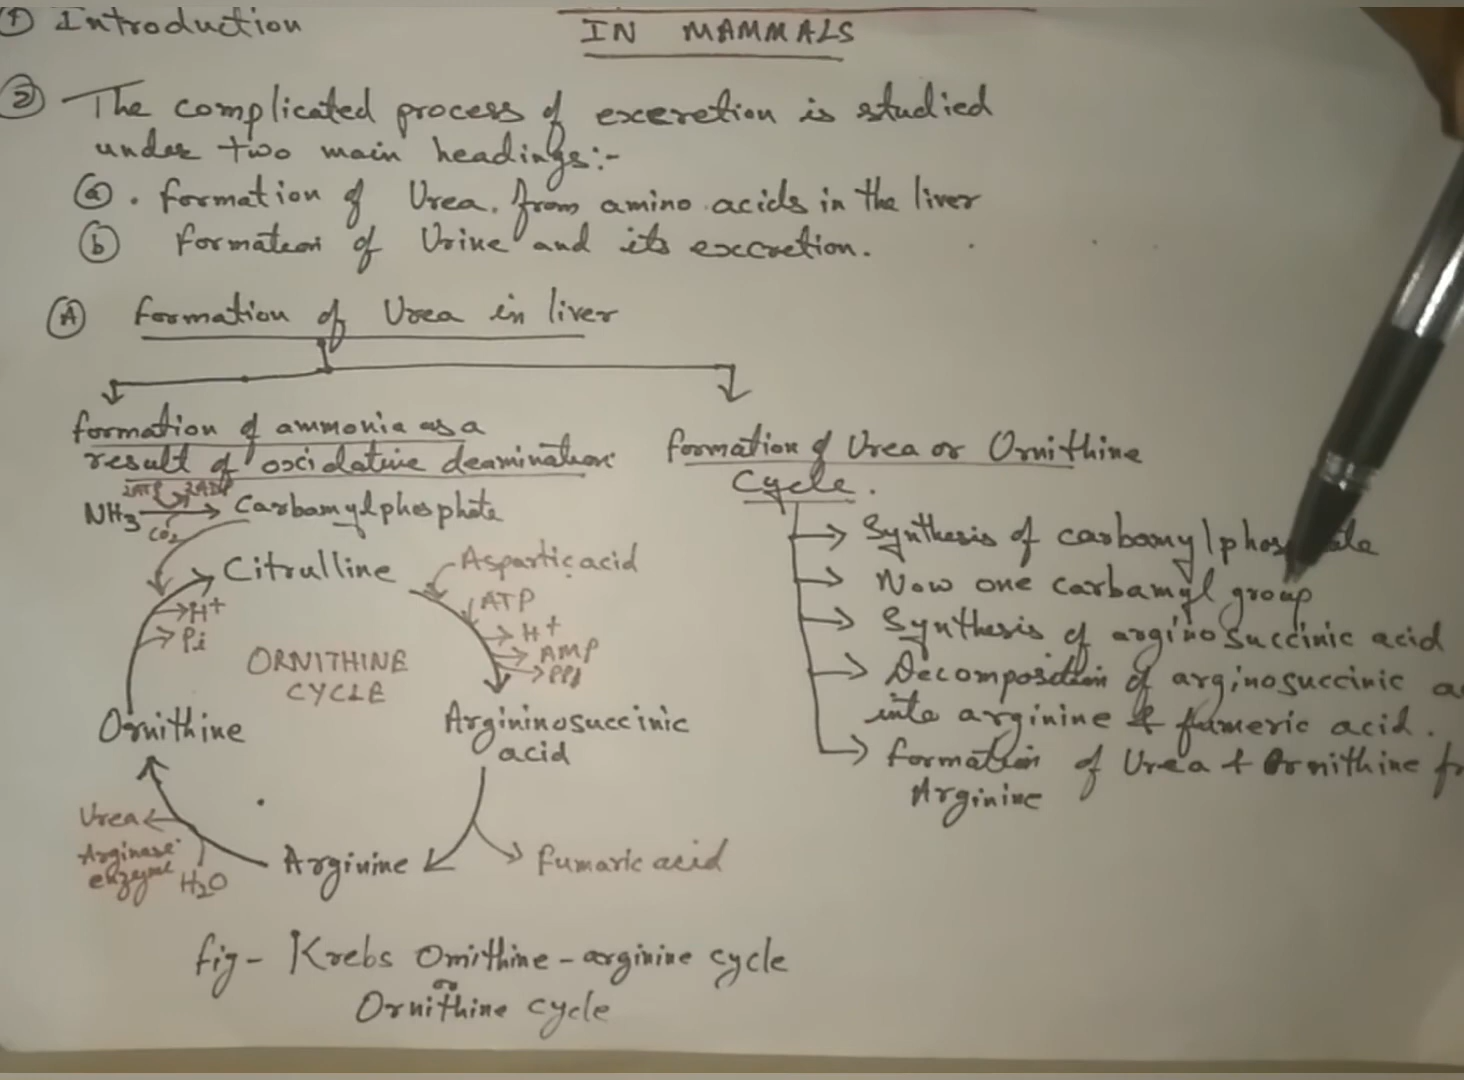 ① Introduction
IN MAMMALS
② The complicated process of exceretion is studied
under two main headings:-
ⓐ. formation of Urea. from amino acids in the liver
ⓑ formation of Urine and its exccretion.
Ⓐ formation of Urea in liver
formation of ammonia as a
result of oxidative deamination
formation of Urea or Ornithine
Cycle.
2ATP 2ADP
NH3 → Carbamylphosphate
CO2
Citrulline
Aspartic acid
ATP
H+
Pi
H+
AMP
PPi
ORNITHINE
CYCLE
Ornithine
Argininosuccinic
acid
Urea
Arginase
enzyme
H2O
Arginine
fumaric acid
→ Synthesis of carbamylphos
→ Now one carbamyl group
→ Synthesis of arginosuccinic acid
→ Decomposition of arginosuccinic a
into arginine & fumeric acid.
→ formation of Urea + Ornithine fr
Arginine
fig- Krebs Ornithine-arginine cycle
or
Ornithine cycle